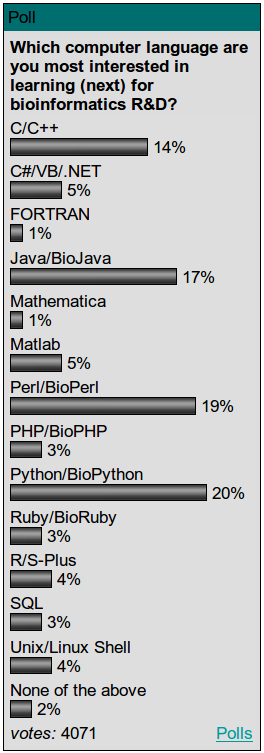 Poll
Which computer language are
you most interested in
learning (next) for
bioinformatics R&D?
C/C++
14%
C#/VB/.NET
5%
FORTRAN
1%
Java/BioJava
17%
Mathematica
1%
Matlab
5%
Perl/BioPerl
19%
PHP/BioPHP
3%
Python/BioPython
20%
Ruby/BioRuby
3%
R/S-Plus
4%
SQL
3%
Unix/Linux Shell
4%
None of the above
2%
votes: 4071 Polls